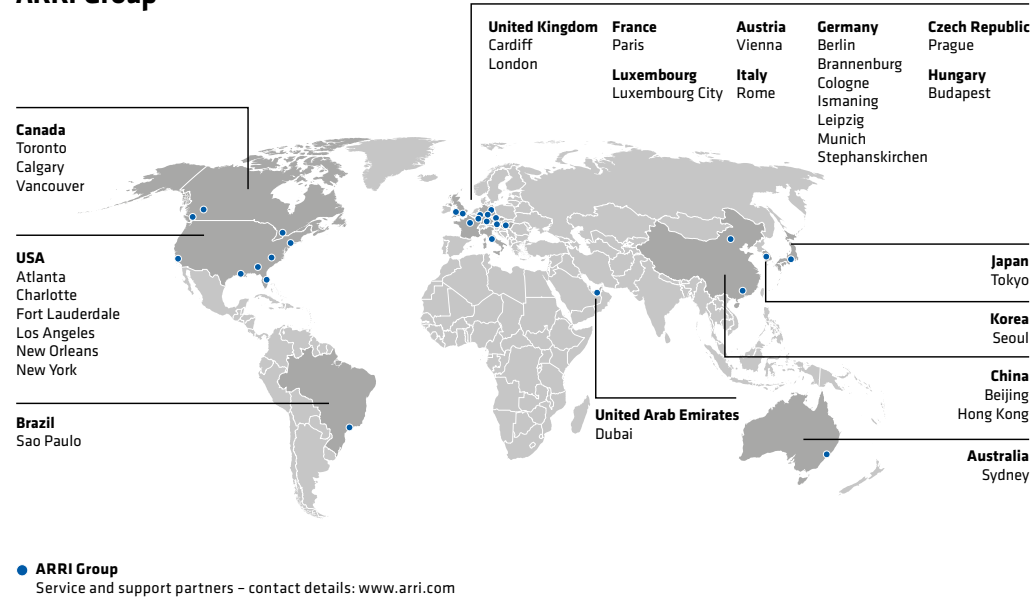 ARRI Group
United Kingdom
Cardiff
London
France
Paris
Luxembourg
Luxembourg City
Austria
Vienna
Italy
Rome
Germany
Berlin
Brannenburg
Cologne
Ismaning
Leipzig
Munich
Stephanskirchen
Czech Republic
Prague
Hungary
Budapest
Canada
Toronto
Calgary
Vancouver
USA
Atlanta
Charlotte
Fort Lauderdale
Los Angeles
New Orleans
New York
Brazil
Sao Paulo
United Arab Emirates
Dubai
Japan
Tokyo
Korea
Seoul
China
Beijing
Hong Kong
Australia
Sydney
ARRI Group
Service and support partners – contact details: www.arri.com